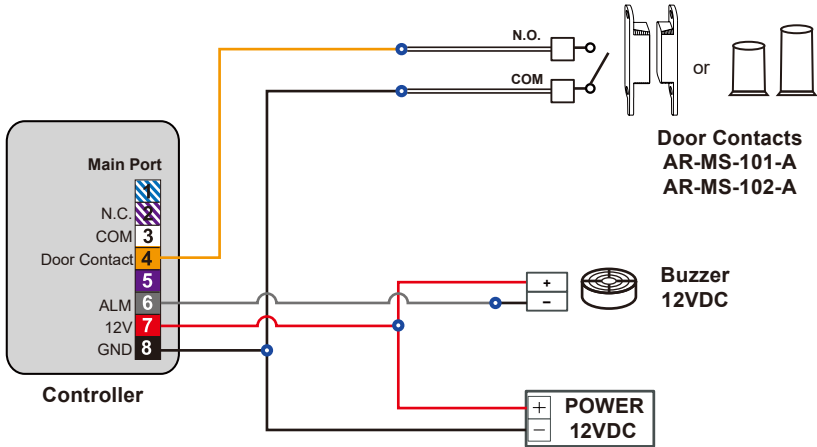 N.O.
COM
or
Door Contacts
AR-MS-101-A
AR-MS-102-A
Main Port
1
N.C. 2
COM 3
Door Contact 4
5
ALM 6
12V 7
GND 8
Controller
+
−
Buzzer
12VDC
+
−
POWER
12VDC